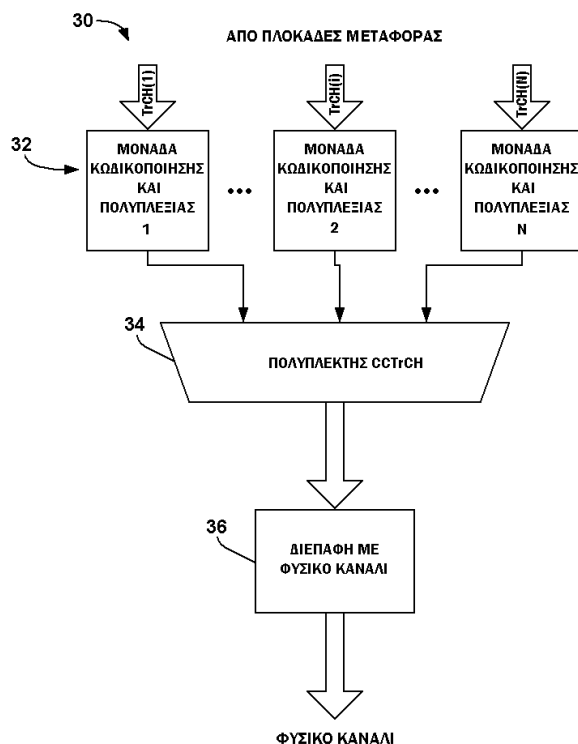 30
ΑΠΟ ΠΛΟΚΑΔΕΣ ΜΕΤΑΦΟΡΑΣ
TrCH(1)
TrCH(i)
TrCH(N)
32
ΜΟΝΑΔΑ
ΚΩΔΙΚΟΠΟΙΗΣΗΣ
ΚΑΙ
ΠΟΛΥΠΛΕΞΙΑΣ
1
...
ΜΟΝΑΔΑ
ΚΩΔΙΚΟΠΟΙΗΣΗΣ
ΚΑΙ
ΠΟΛΥΠΛΕΞΙΑΣ
2
...
ΜΟΝΑΔΑ
ΚΩΔΙΚΟΠΟΙΗΣΗΣ
ΚΑΙ
ΠΟΛΥΠΛΕΞΙΑΣ
N
34
ΠΟΛΥΠΛΕΚΤΗΣ CCTrCH
36
ΔΙΕΠΑΦΗ ΜΕ
ΦΥΣΙΚΟ ΚΑΝΑΛΙ
ΦΥΣΙΚΟ ΚΑΝΑΛΙ